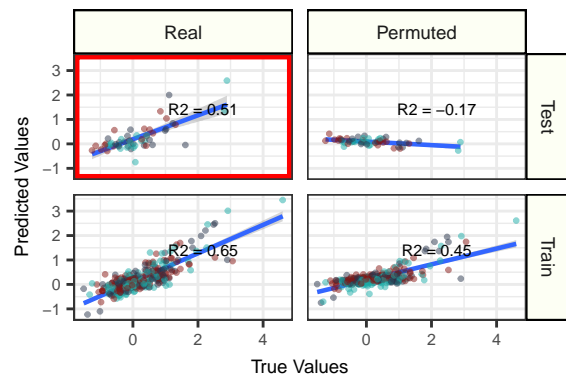 Real
Permuted
3
2
1
0
−1
R2 = 0.51
R2 = −0.17
Test
Predicted Values
3
2
1
0
−1
R2 = 0.65
R2 = 0.45
Train
0
2
4
0
2
4
True Values